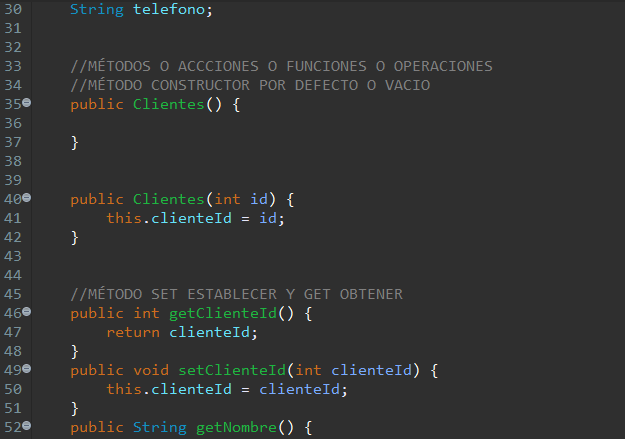 30 String telefono;
31
32
33 //MÉTODOS O ACCCIONES O FUNCIONES O OPERACIONES
34 //MÉTODO CONSTRUCTOR POR DEFECTO O VACIO
35 public Clientes() {
36
37 }
38
39
40 public Clientes(int id) {
41 this.clienteId = id;
42 }
43
44
45 //MÉTODO SET ESTABLECER Y GET OBTENER
46 public int getClienteId() {
47 return clienteId;
48 }
49 public void setClienteId(int clienteId) {
50 this.clienteId = clienteId;
51 }
52 public String getNombre() {